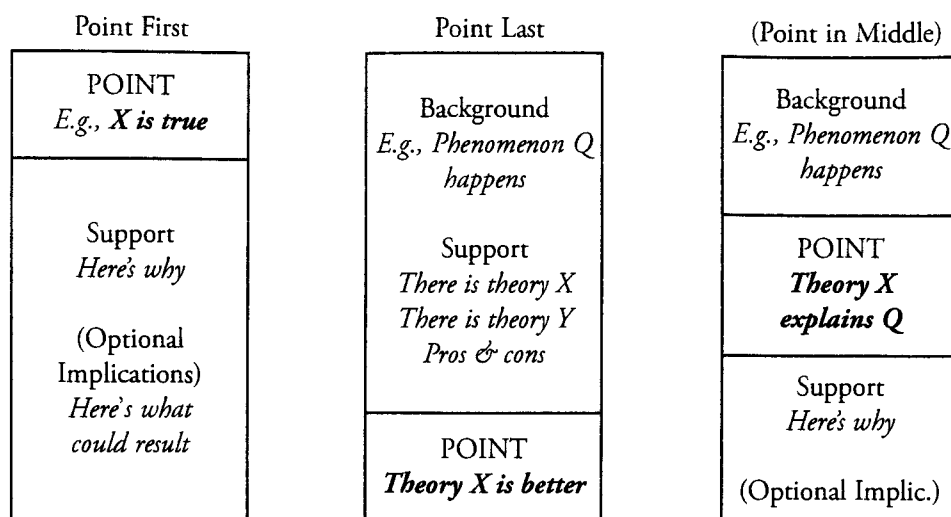 Point First
POINT
E.g., X is true
Support
Here's why
(Optional
Implications)
Here's what
could result
Point Last
Background
E.g., Phenomenon Q
happens
Support
There is theory X
There is theory Y
Pros & cons
POINT
Theory X is better
(Point in Middle)
Background
E.g., Phenomenon Q
happens
POINT
Theory X
explains Q
Support
Here's why
(Optional Implic.)